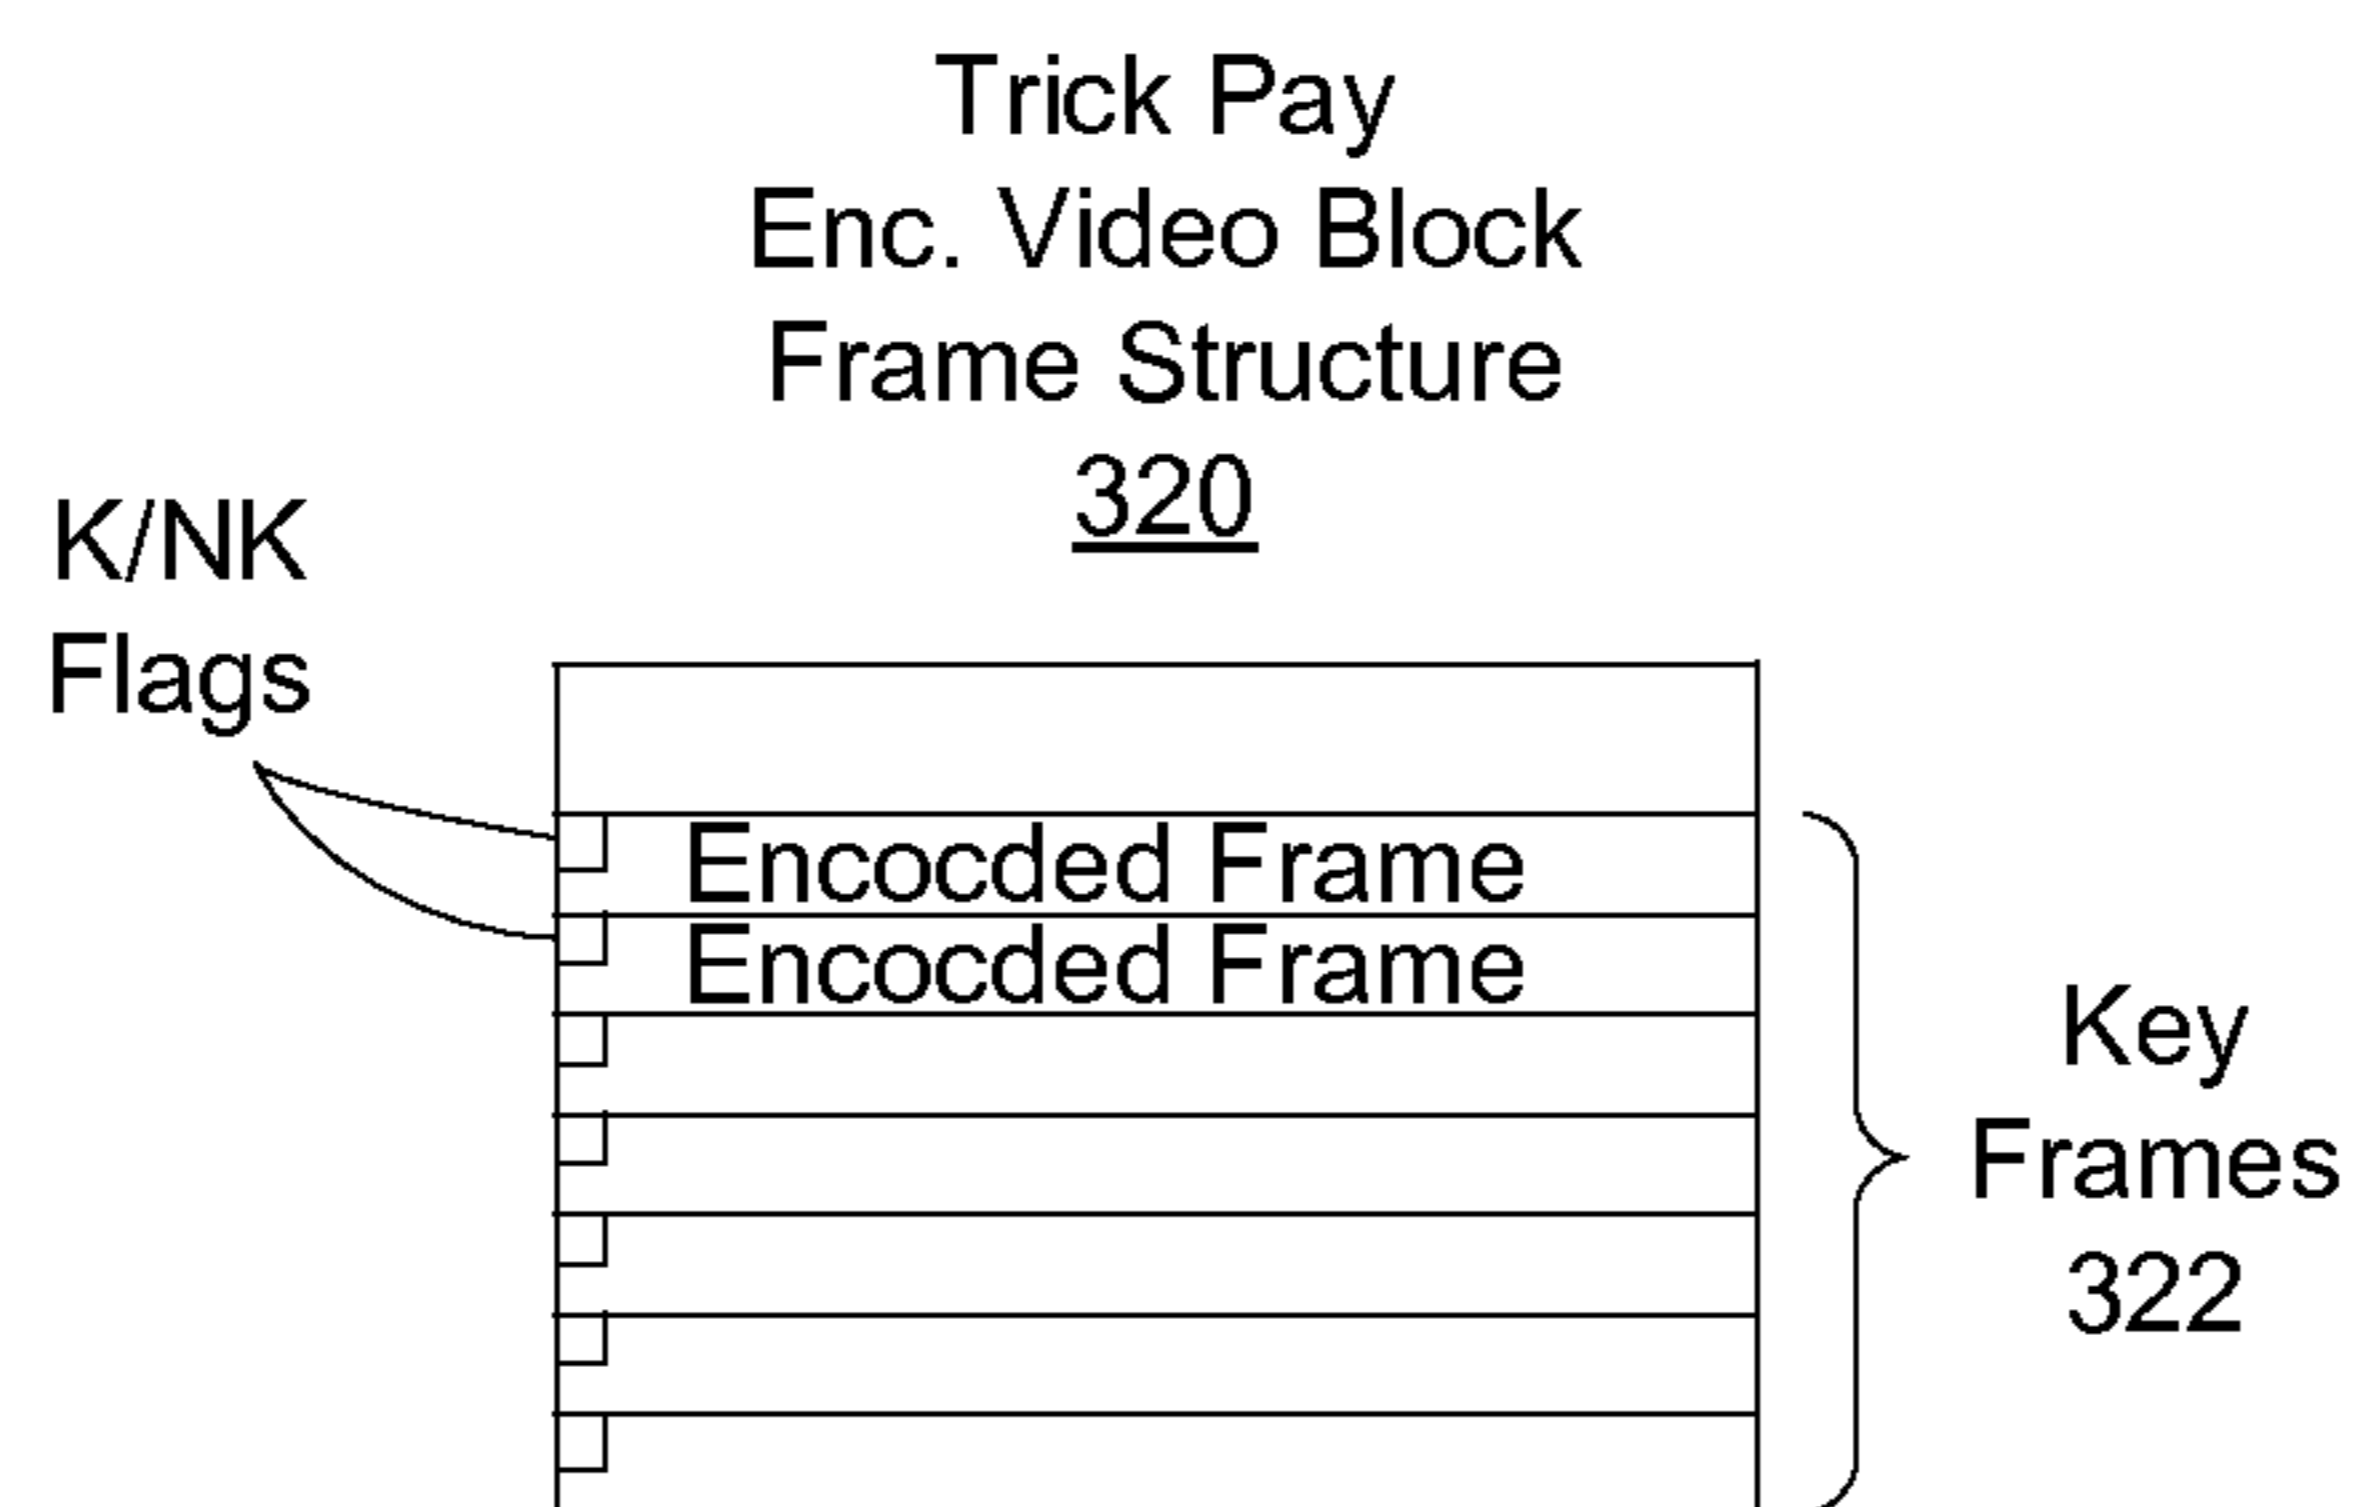 Trick Pay
Enc. Video Block
Frame Structure
320
K/NK
Flags
Encocded Frame
Encocded Frame
Key
Frames
322